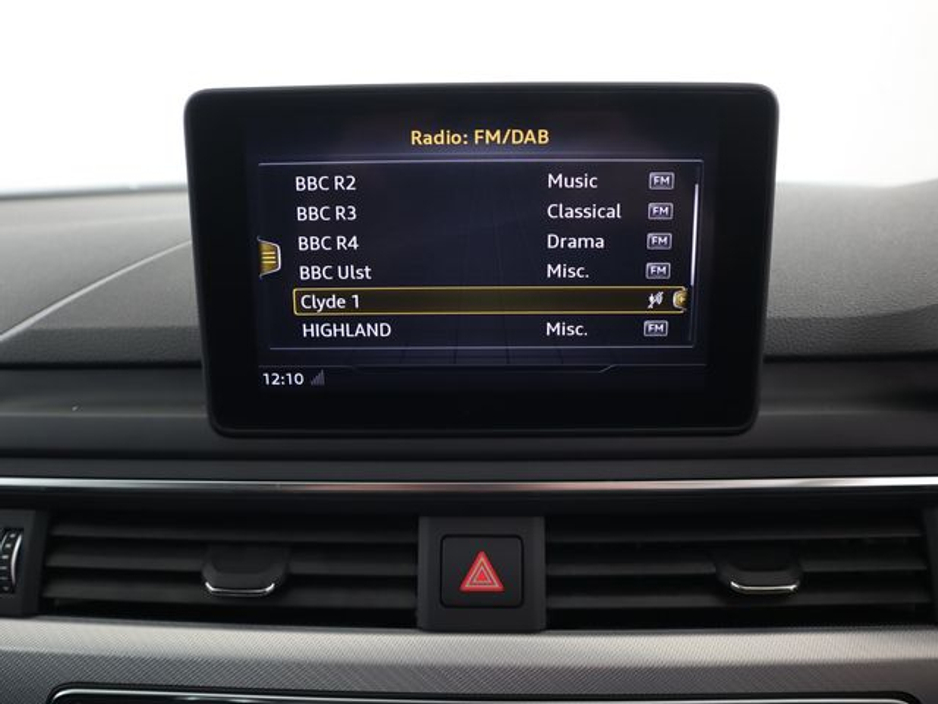 Radio: FM/DAB
BBC R2 Music FM
BBC R3 Classical FM
BBC R4 Drama FM
BBC Ulst Misc. FM
Clyde 1
HIGHLAND Misc. FM
12:10